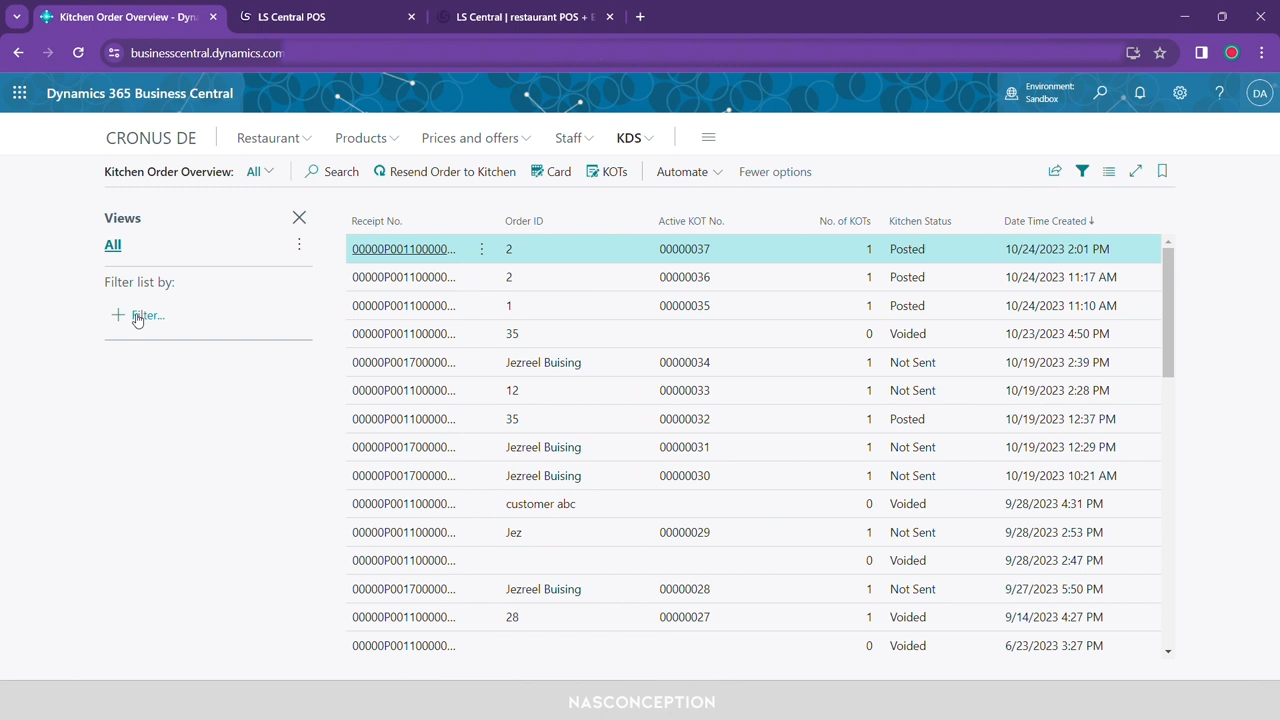 Kitchen Order Overview - Dyn
LS Central POS
LS Central | restaurant POS + E
businesscentral.dynamics.com
Dynamics 365 Business Central
Environment:
Sandbox
DA
CRONUS DE
Restaurant
Products
Prices and offers
Staff
KDS
Kitchen Order Overview:
All
Search
Resend Order to Kitchen
Card
KOTs
Automate
Fewer options
Views
All
Filter list by:
Filter...
Receipt No. Order ID Active KOT No. No. of KOTs Kitchen Status Date Time Created↓
00000P001100000... 2 00000037 1 Posted 10/24/2023 2:01 PM
00000P001100000... 2 00000036 1 Posted 10/24/2023 11:17 AM
00000P001100000... 1 00000035 1 Posted 10/24/2023 11:10 AM
00000P001100000... 35 0 Voided 10/23/2023 4:50 PM
00000P001700000... Jezreel Buising 00000034 1 Not Sent 10/19/2023 2:39 PM
00000P001100000... 12 00000033 1 Not Sent 10/19/2023 2:28 PM
00000P001100000... 35 00000032 1 Posted 10/19/2023 12:37 PM
00000P001700000... Jezreel Buising 00000031 1 Not Sent 10/19/2023 12:29 PM
00000P001700000... Jezreel Buising 00000030 1 Not Sent 10/19/2023 10:21 AM
00000P001100000... customer abc 0 Voided 9/28/2023 4:31 PM
00000P001100000... Jez 00000029 1 Not Sent 9/28/2023 2:53 PM
00000P001100000... 0 Voided 9/28/2023 2:47 PM
00000P001700000... Jezreel Buising 00000028 1 Not Sent 9/27/2023 5:50 PM
00000P001100000... 28 00000027 1 Voided 9/14/2023 4:27 PM
00000P001100000... 0 Voided 6/23/2023 3:27 PM
NASCONCEPTION